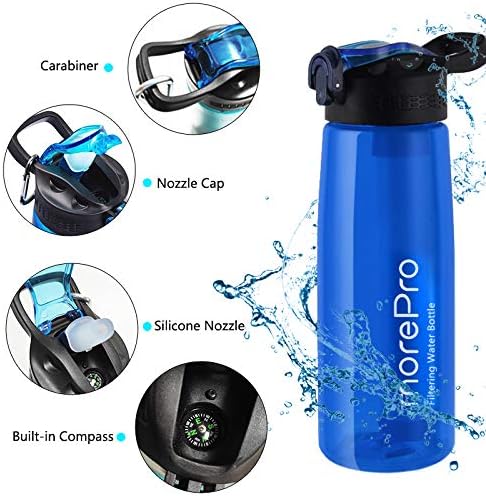 Carabiner
Nozzle Cap
Silicone Nozzle
Built-in Compass
morePro
Filtering Water Bottle